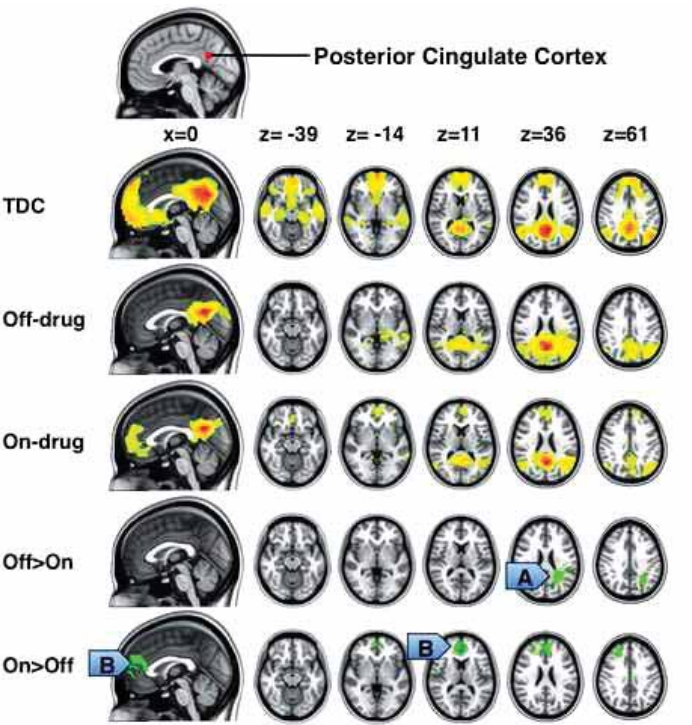 Posterior Cingulate Cortex
x=0 z= -39 z= -14 z=11 z=36 z=61
TDC
Off-drug
On-drug
Off>On
A
On>Off
B
B